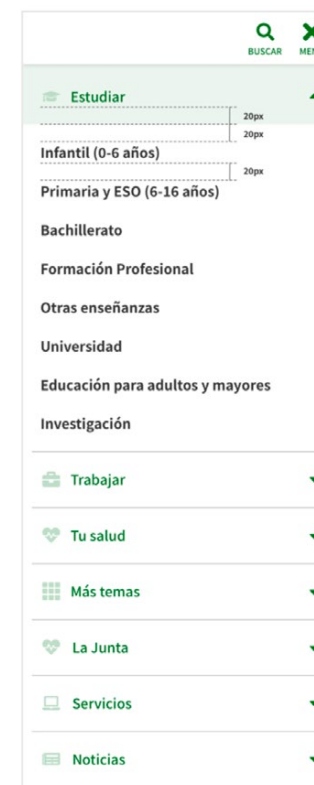 BUSCAR MEN
Estudiar
20px
20px
Infantil (0-6 años)
20px
Primaria y ESO (6-16 años)
Bachillerato
Formación Profesional
Otras enseñanzas
Universidad
Educación para adultos y mayores
Investigación
Trabajar
Tu salud
Más temas
La Junta
Servicios
Noticias